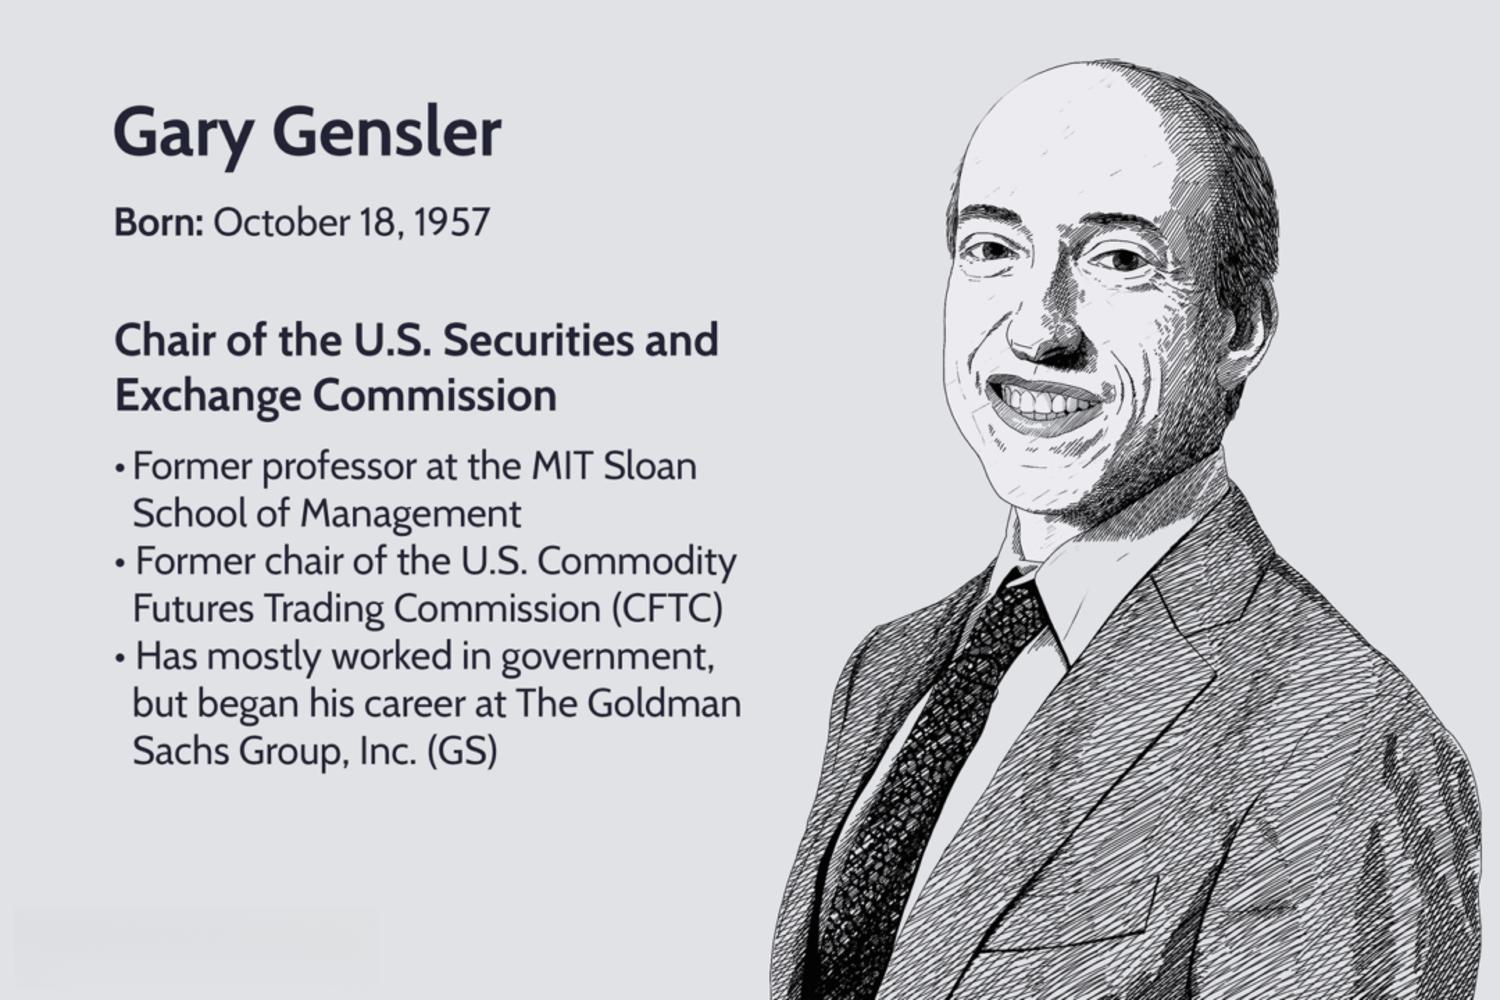 Gary Gensler
Born: October 18, 1957
Chair of the U.S. Securities and
Exchange Commission
• Former professor at the MIT Sloan
School of Management
• Former chair of the U.S. Commodity
Futures Trading Commission (CFTC)
• Has mostly worked in government,
but began his career at The Goldman
Sachs Group, Inc. (GS)